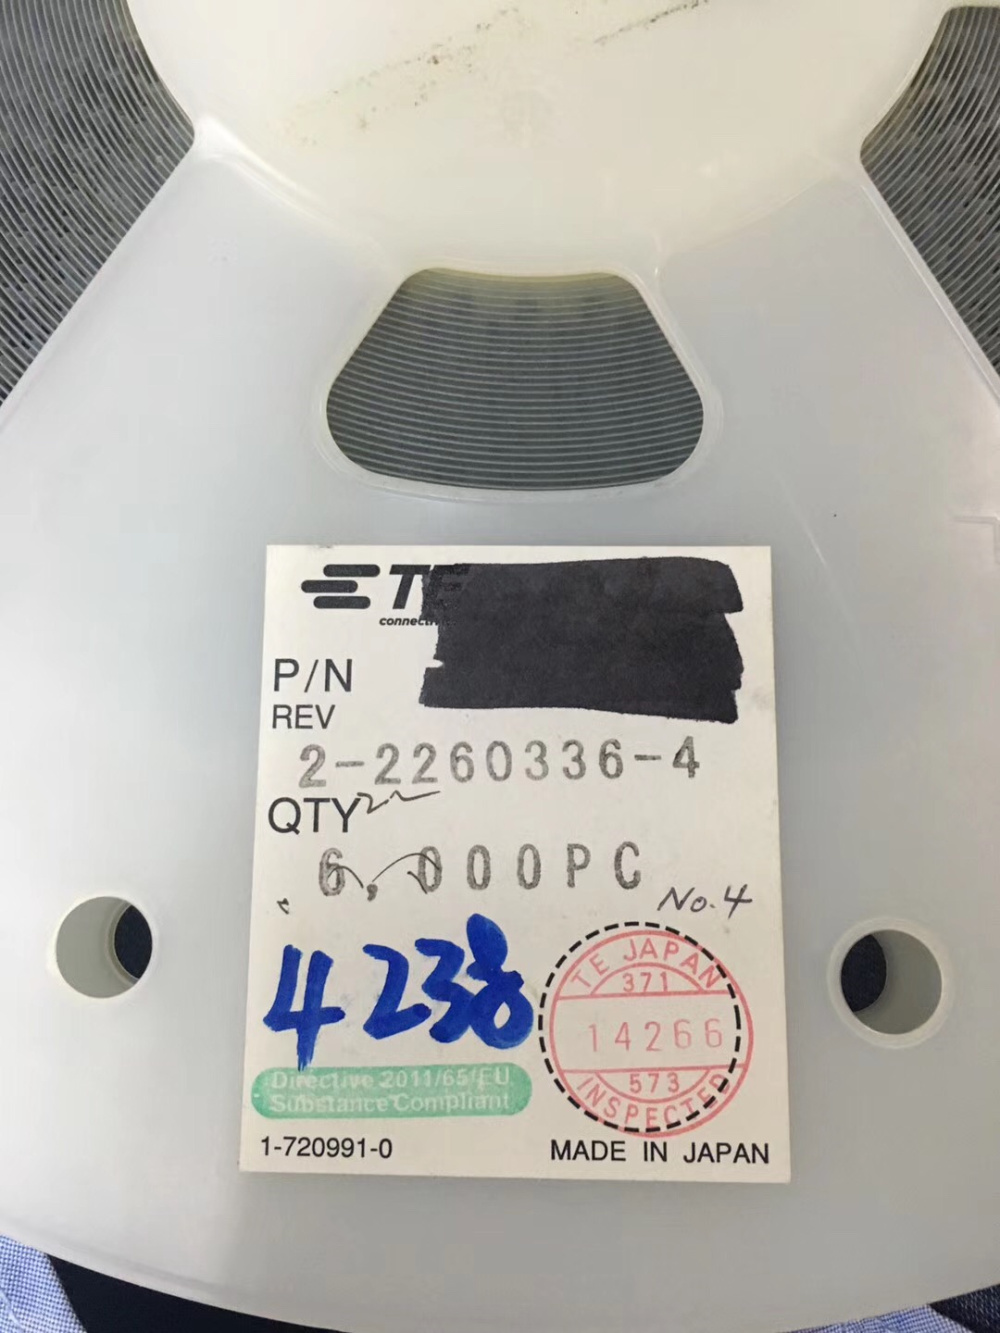 TE
connectivity
P/N
REV
2-2260336-4
QTY
6,000PC
No.4
4238
TE JAPAN
371
14266
573
INSPECTED
Directive 2011/65/EU
Substance Compliant
1-720991-0
MADE IN JAPAN